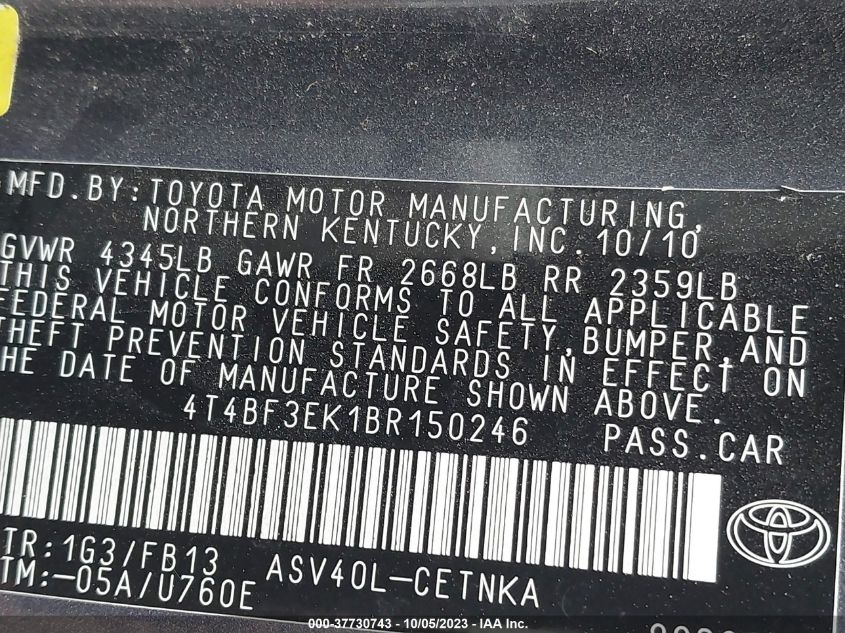 MFD.BY:TOYOTA MOTOR MANUFACTURING,
NORTHERN KENTUCKY, INC. 10/10
GVWR 4345LB GAWR FR 2668LB RR 2359LB
THIS VEHICLE CONFORMS TO ALL APPLICABLE
FEDERAL MOTOR VEHICLE SAFETY, BUMPER, AND
THEFT PREVENTION STANDARDS IN EFFECT ON
HE DATE OF MANUFACTURE SHOWN ABOVE.
4T4BF3EK1BR150246 PASS.CAR
TR:1G3/FB13 ASV40L-CETNKA
TM:-05A/U760E
000-37730743 - 10/05/2023 - IAA Inc.